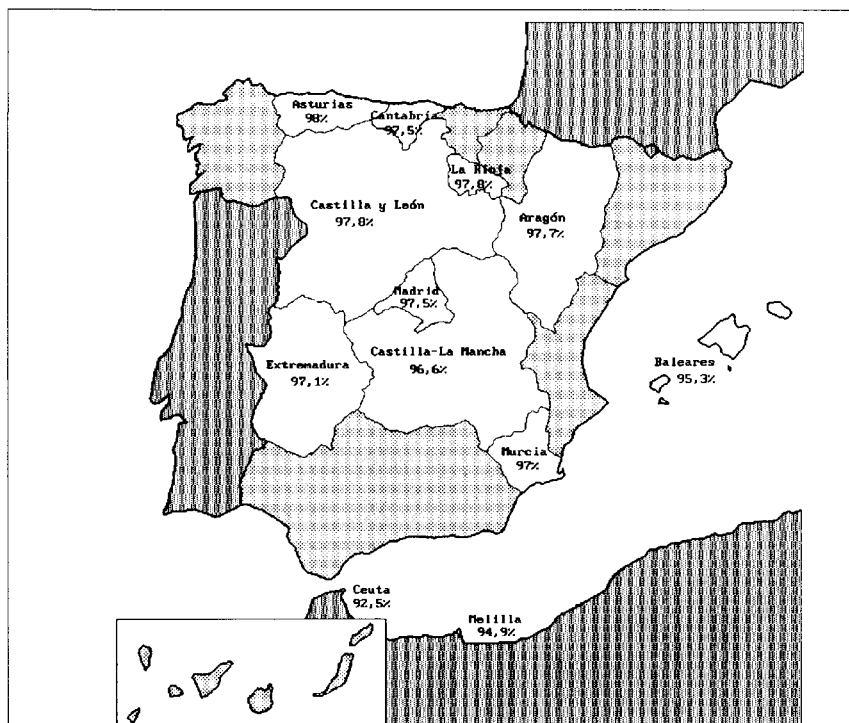 Asturias
98%
Cantabria
97,5%
La Rioja
97,8%
Castilla y León
97,8%
Aragón
97,7%
Madrid
97,5%
Extremadura
97,1%
Castilla-La Mancha
96,6%
Baleares
95,3%
Murcia
97%
Ceuta
92,5%
Melilla
94,9%